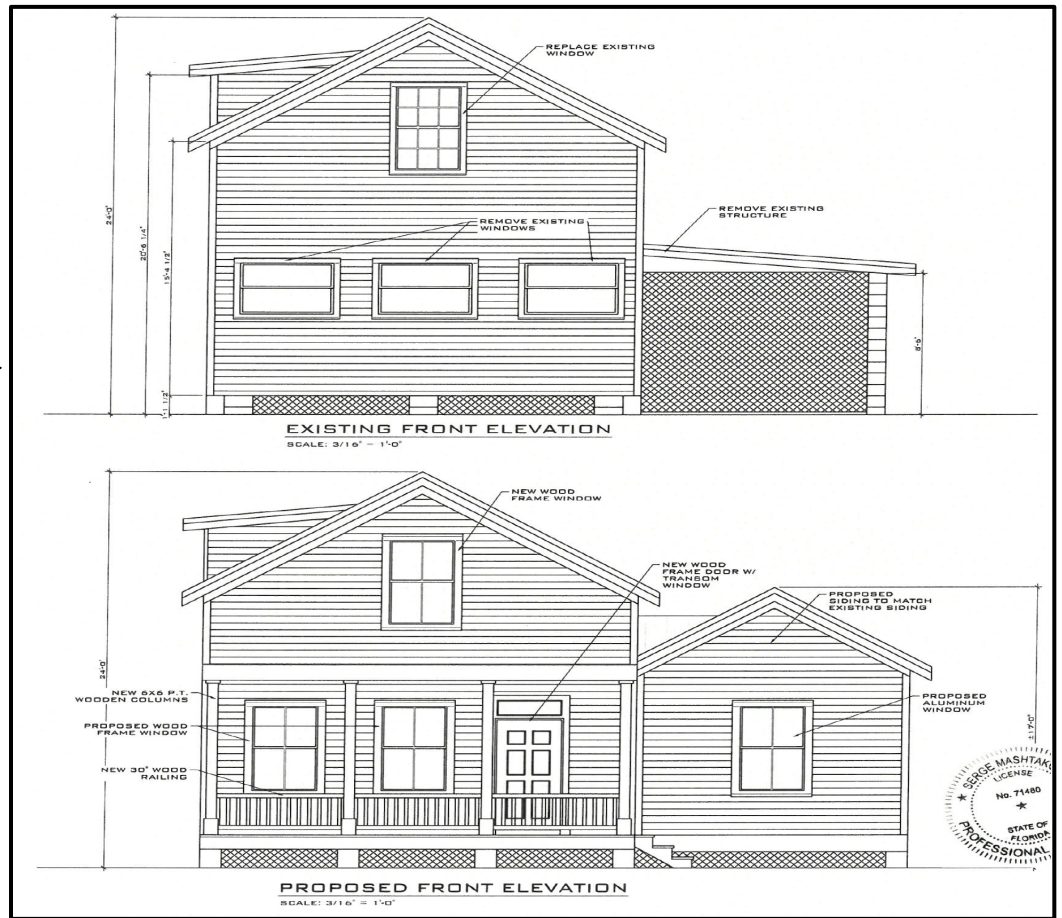 REPLACE EXISTING
WINDOW
REMOVE EXISTING
STRUCTURE
REMOVE EXISTING
WINDOWS
24'-0"
20'-6 1/4"
15'-4 1/2"
1'-1 1/2"
8'-6"
EXISTING FRONT ELEVATION
SCALE: 3/16" = 1'-0"
NEW WOOD
FRAME WINDOW
NEW WOOD
FRAME DOOR W/
TRANSOM
WINDOW
PROPOSED
SIDING TO MATCH
EXISTING SIDING
24'-0"
NEW 6X6 P.T.
WOODEN COLUMNS
PROPOSED WOOD
FRAME WINDOW
NEW 30" WOOD
RAILING
PROPOSED
ALUMINUM
WINDOW
±17'-0"
SERGE MASHTAKO
LICENSE
No. 71480
STATE OF
FLORIDA
PROFESSIONAL
PROPOSED FRONT ELEVATION
SCALE: 3/16" = 1'-0"